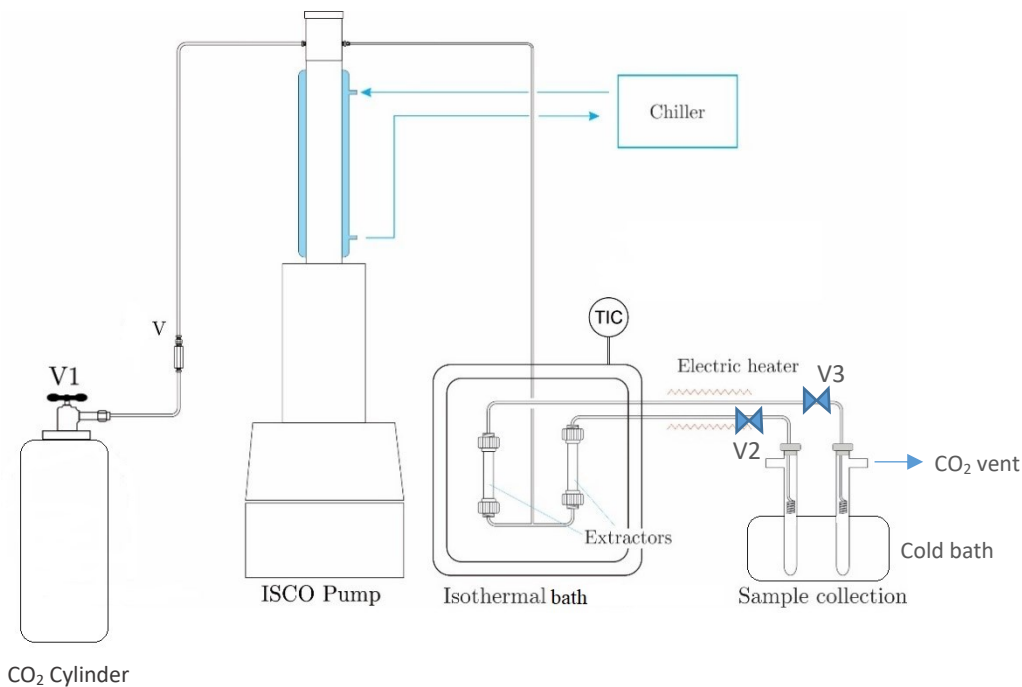 Chiller
V
V1
TIC
Electric heater
V3
V2
CO₂ vent
Extractors
Cold bath
ISCO Pump
Isothermal bath
Sample collection
CO₂ Cylinder